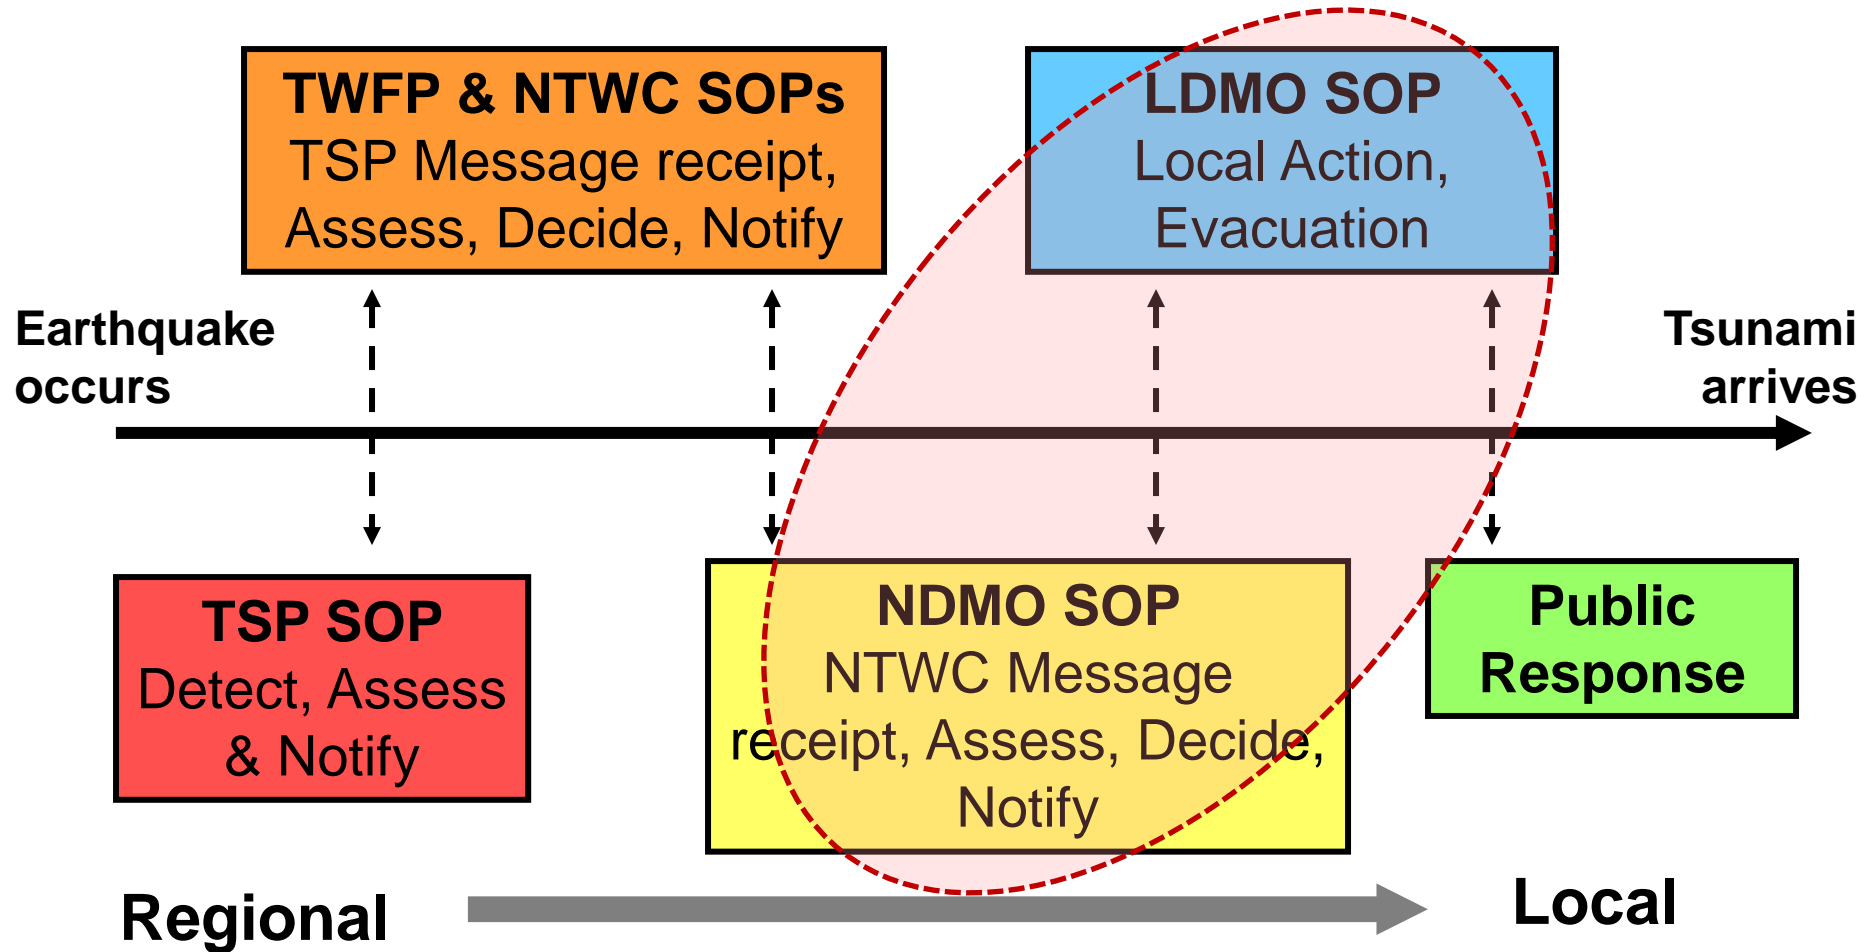 TWFP & NTWC SOPs
TSP Message receipt,
Assess, Decide, Notify
LDMO SOP
Local Action,
Evacuation
Earthquake
occurs
Tsunami
arrives
TSP SOP
Detect, Assess
& Notify
NDMO SOP
NTWC Message
receipt, Assess, Decide,
Notify
Public
Response
Regional
Local